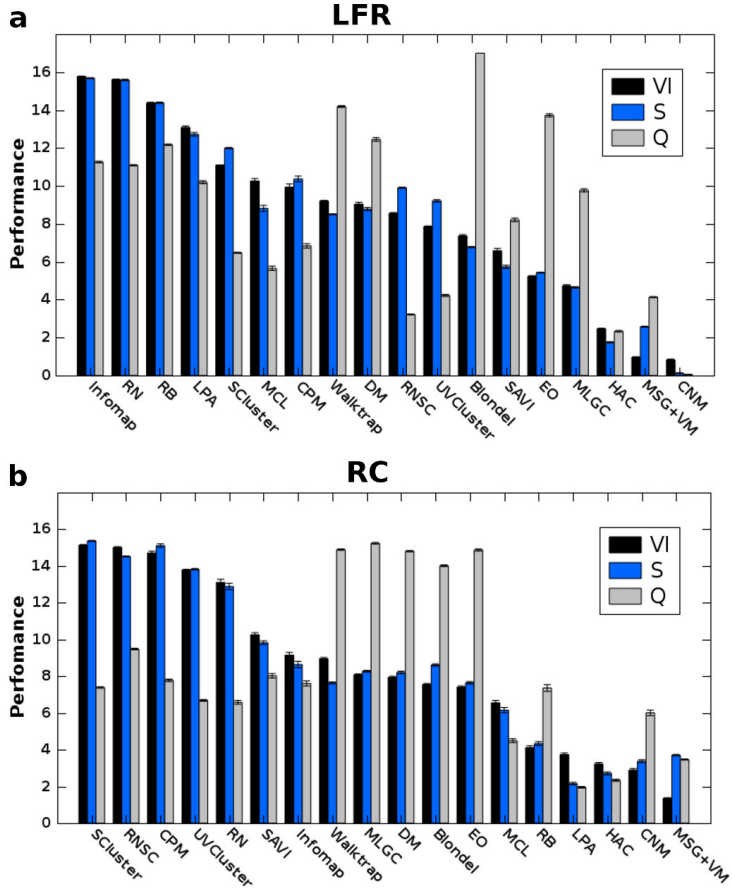 a
LFR
Performance
16
14
12
10
8
6
4
2
0
VI
S
Q
Infomap
RN
RB
LPA
SCluster
MCL
CPM
Walktrap
DM
RNSC
UVCluster
Blondel
SAVI
EO
MLGC
HAC
MSG+VM
CNM
b
RC
Perfomance
16
14
12
10
8
6
4
2
0
VI
S
Q
SCluster
RNSC
CPM
UVCluster
RN
SAVI
Infomap
Walktrap
MLGC
DM
Blondel
EO
MCL
RB
LPA
HAC
CNM
MSG+VM